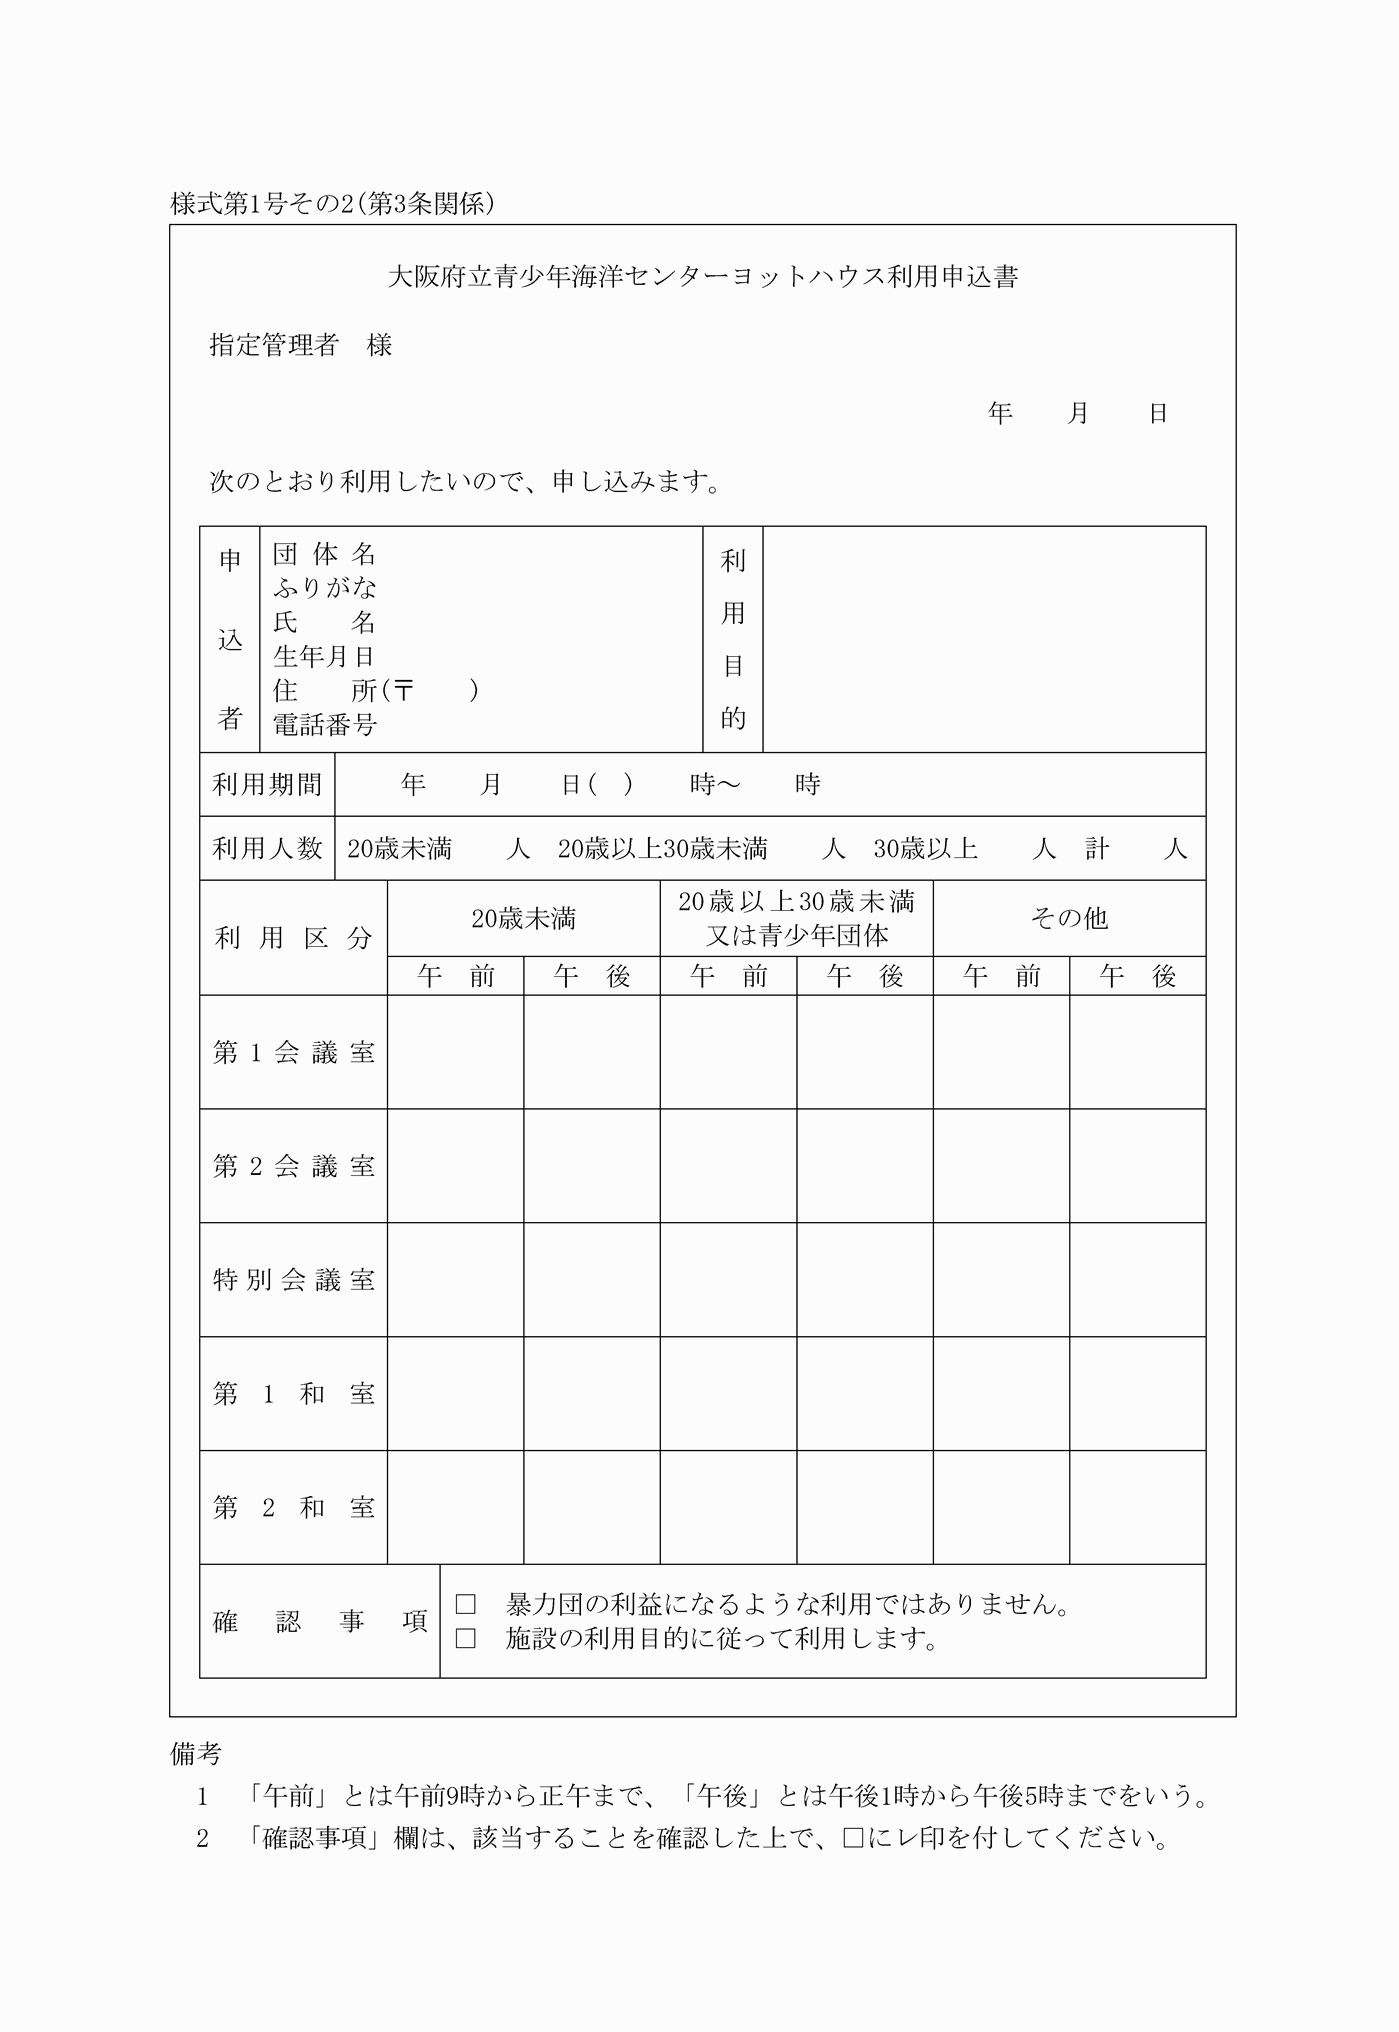 様式第1号その2(第3条関係)
大阪府立青少年海洋センターヨットハウス利用申込書
指定管理者　様
年　　月　　日
次のとおり利用したいので、申し込みます。
申込者
団体名
ふりがな
氏　　名
生年月日
住　　所(〒　　)
電話番号
利用目的
利用期間　年　　月　　日(　)　　時～　　時
利用人数　20歳未満　　人　20歳以上30歳未満　　人　30歳以上　　人　計　　人
利用区分
20歳未満
20歳以上30歳未満
又は青少年団体
その他
午　前　午　後　午　前　午　後　午　前　午　後
第1会議室
第2会議室
特別会議室
第1和室
第2和室
確認事項
□　暴力団の利益になるような利用ではありません。
□　施設の利用目的に従って利用します。
備考
1　「午前」とは午前9時から正午まで、「午後」とは午後1時から午後5時までをいう。
2　「確認事項」欄は、該当することを確認した上で、□にレ印を付してください。